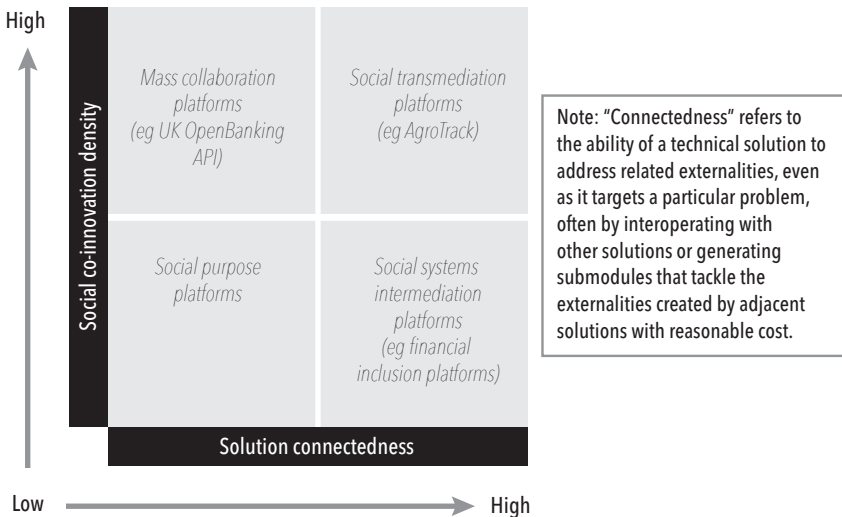 High
Social co-innovation density
Mass collaboration
platforms
(eg UK OpenBanking
API)
Social transmediation
platforms
(eg AgroTrack)
Social purpose
platforms
Social systems
intermediation
platforms
(eg financial
inclusion platforms)
Solution connectedness
Low
High
Note: “Connectedness” refers to
the ability of a technical solution to
address related externalities, even
as it targets a particular problem,
often by interoperating with
other solutions or generating
submodules that tackle the
externalities created by adjacent
solutions with reasonable cost.